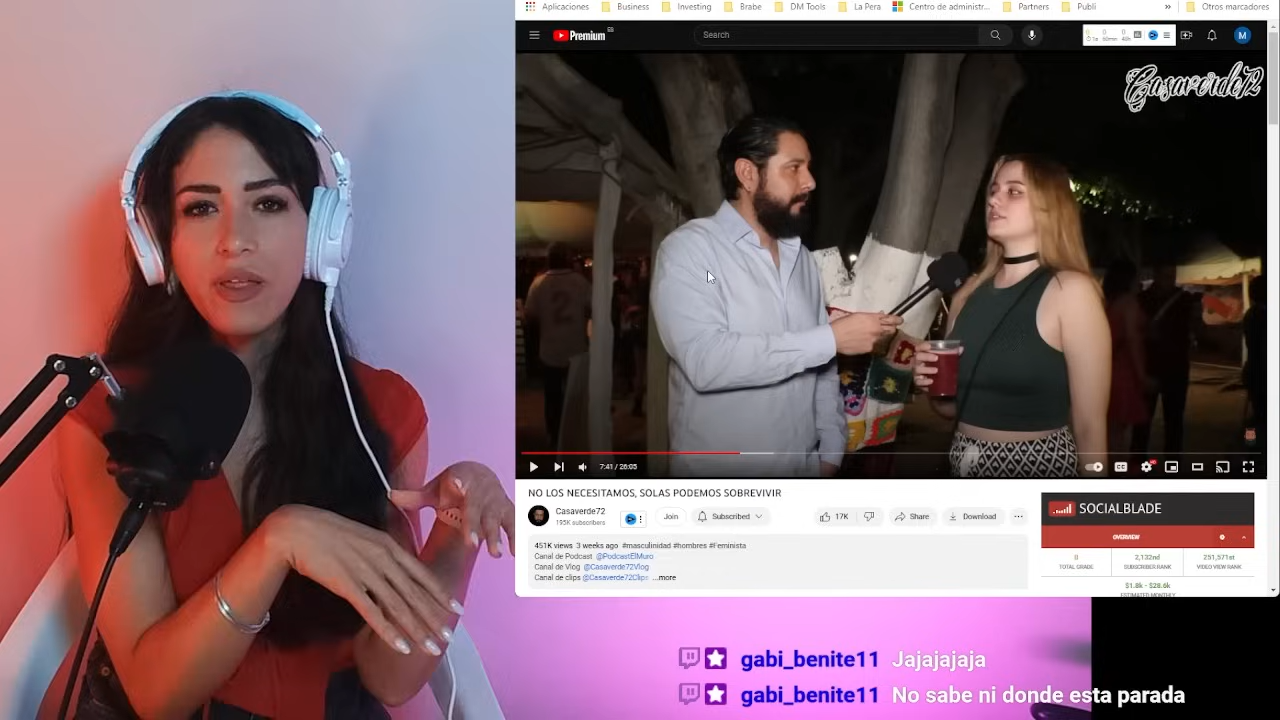 Aplicaciones Business Investing Brabe DM Tools La Pera Centro de administr... Partners Publi » Otros marcadores
Premium Search M
Casaverde72
7:41 / 26:05
NO LOS NECESITAMOS, SOLAS PODEMOS SOBREVIVIR
Casaverde72
195K subscribers
Join Subscribed 17K Share Download ...
451K views 3 weeks ago #masculinidad #hombres #Feminista
Canal de Podcast @PodcastElMuro
Canal de Vlog @Casaverde72Vlog
Canal de clips @Casaverde72Clips ...more
SOCIALBLADE
OVERVIEW
2,132nd 251,571st
TOTAL GRADE SUBSCRIBER RANK VIDEO VIEW RANK
$1.8k - $28.6k
ESTIMATED MONTHLY
gabi_benite11 Jajajajaja
gabi_benite11 No sabe ni donde esta parada